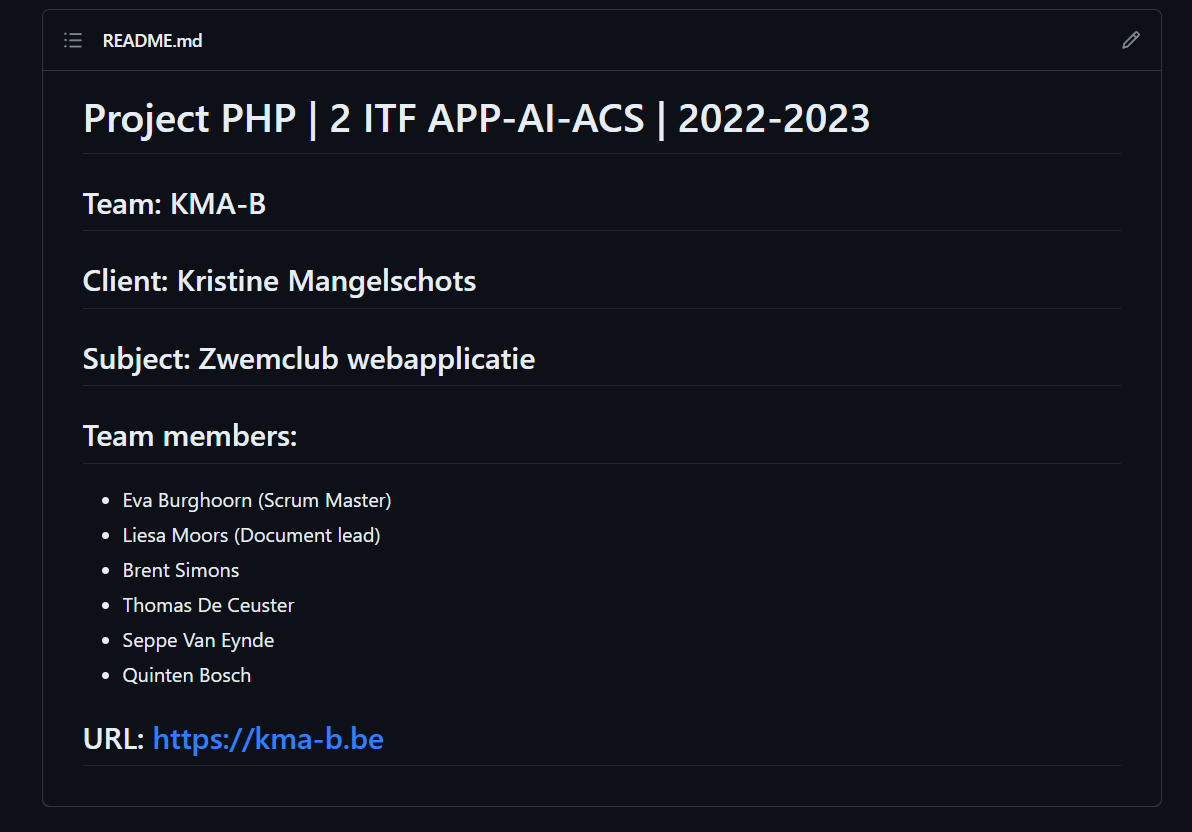 README.md
Project PHP | 2 ITF APP-AI-ACS | 2022-2023
Team: KMA-B
Client: Kristine Mangelschots
Subject: Zwemclub webapplicatie
Team members:
Eva Burghoorn (Scrum Master)
Liesa Moors (Document lead)
Brent Simons
Thomas De Ceuster
Seppe Van Eynde
Quinten Bosch
URL: https://kma-b.be